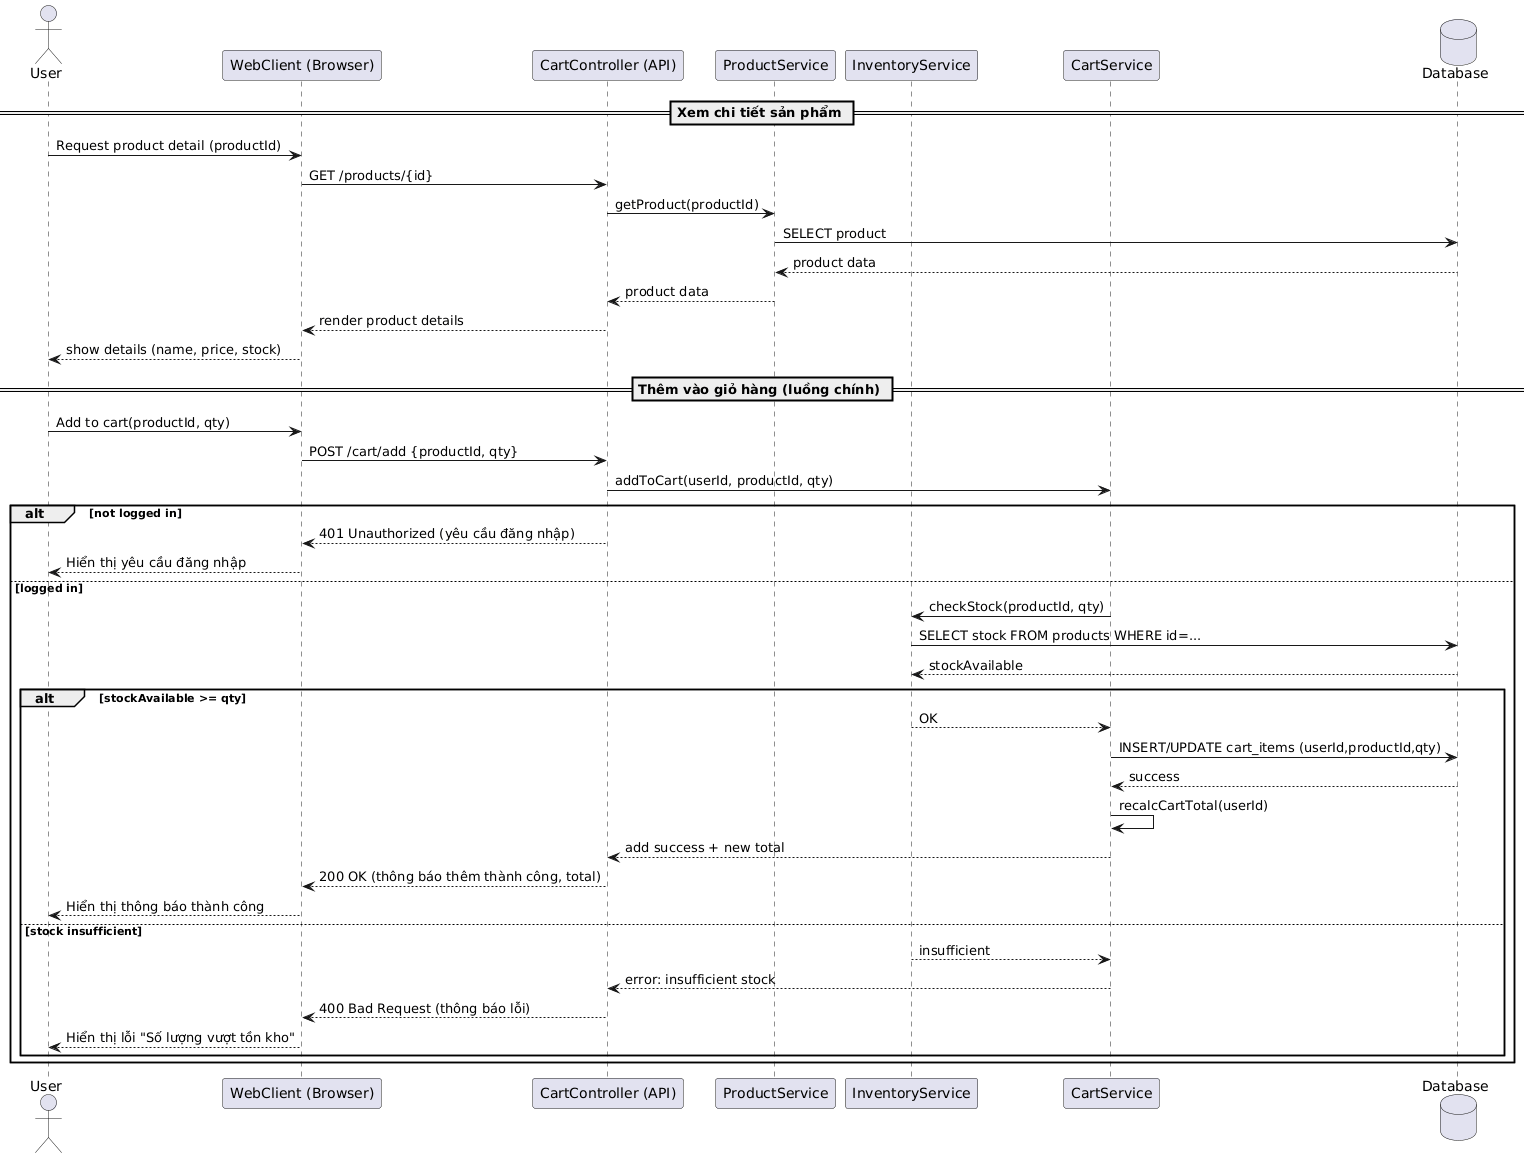 User
WebClient (Browser)
CartController (API)
ProductService
InventoryService
CartService
Database
Xem chi tiết sản phẩm
Request product detail (productId)
GET /products/{id}
getProduct(productId)
SELECT product
product data
product data
render product details
show details (name, price, stock)
Thêm vào giỏ hàng (luồng chính)
Add to cart(productId, qty)
POST /cart/add {productId, qty}
addToCart(userId, productId, qty)
alt [not logged in]
401 Unauthorized (yêu cầu đăng nhập)
Hiển thị yêu cầu đăng nhập
[logged in]
checkStock(productId, qty)
SELECT stock FROM products WHERE id=...
stockAvailable
alt [stockAvailable >= qty]
OK
INSERT/UPDATE cart_items (userId,productId,qty)
success
recalcCartTotal(userId)
add success + new total
200 OK (thông báo thêm thành công, total)
Hiển thị thông báo thành công
[stock insufficient]
insufficient
error: insufficient stock
400 Bad Request (thông báo lỗi)
Hiển thị lỗi "Số lượng vượt tồn kho"
User
WebClient (Browser)
CartController (API)
ProductService
InventoryService
CartService
Database